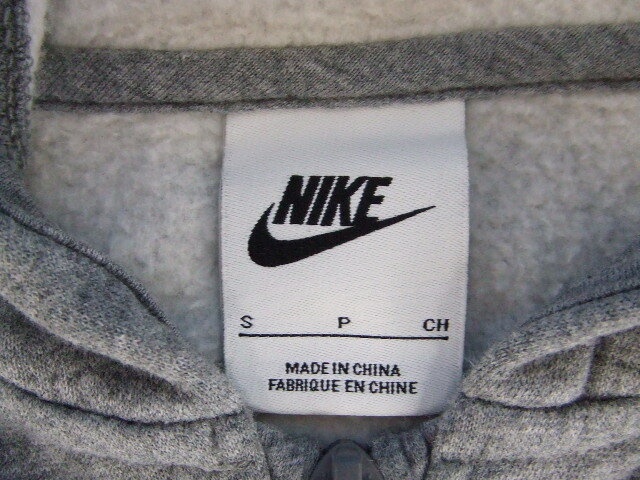 NIKE
S P CH
MADE IN CHINA
FABRIQUE EN CHINE